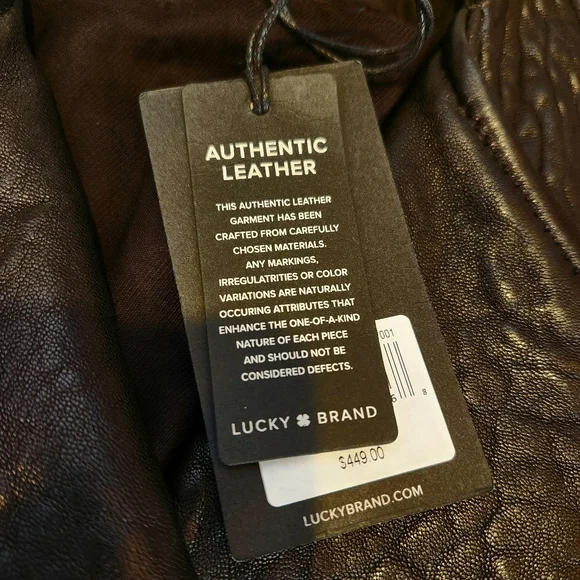 AUTHENTIC
LEATHER
THIS AUTHENTIC LEATHER
GARMENT HAS BEEN
CRAFTED FROM CAREFULLY
CHOSEN MATERIALS.
ANY MARKINGS,
IRREGULATRITIES OR COLOR
VARIATIONS ARE NATURALLY
OCCURING ATTRIBUTES THAT
ENHANCE THE ONE-OF-A-KIND
NATURE OF EACH PIECE
AND SHOULD NOT BE
CONSIDERED DEFECTS.
LUCKY BRAND
001
8
$449.00
LUCKYBRAND.COM